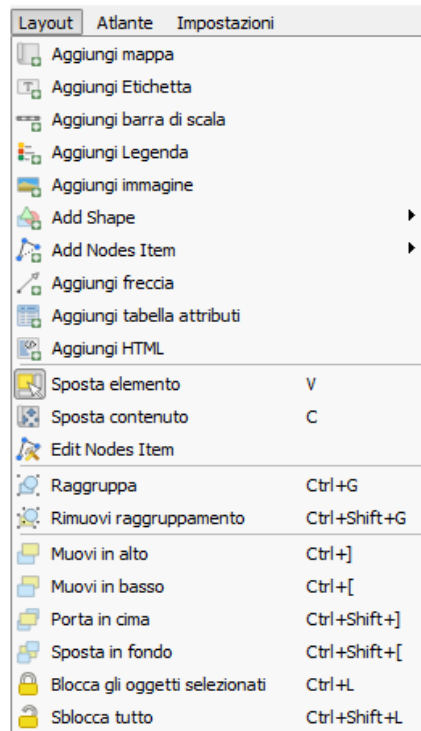 Layout Atlante Impostazioni
Aggiungi mappa
Aggiungi Etichetta
Aggiungi barra di scala
Aggiungi Legenda
Aggiungi immagine
Add Shape
Add Nodes Item
Aggiungi freccia
Aggiungi tabella attributi
Aggiungi HTML
Sposta elemento V
Sposta contenuto C
Edit Nodes Item
Raggruppa Ctrl+G
Rimuovi raggruppamento Ctrl+Shift+G
Muovi in alto Ctrl+]
Muovi in basso Ctrl+[
Porta in cima Ctrl+Shift+]
Sposta in fondo Ctrl+Shift+[
Blocca gli oggetti selezionati Ctrl+L
Sblocca tutto Ctrl+Shift+L